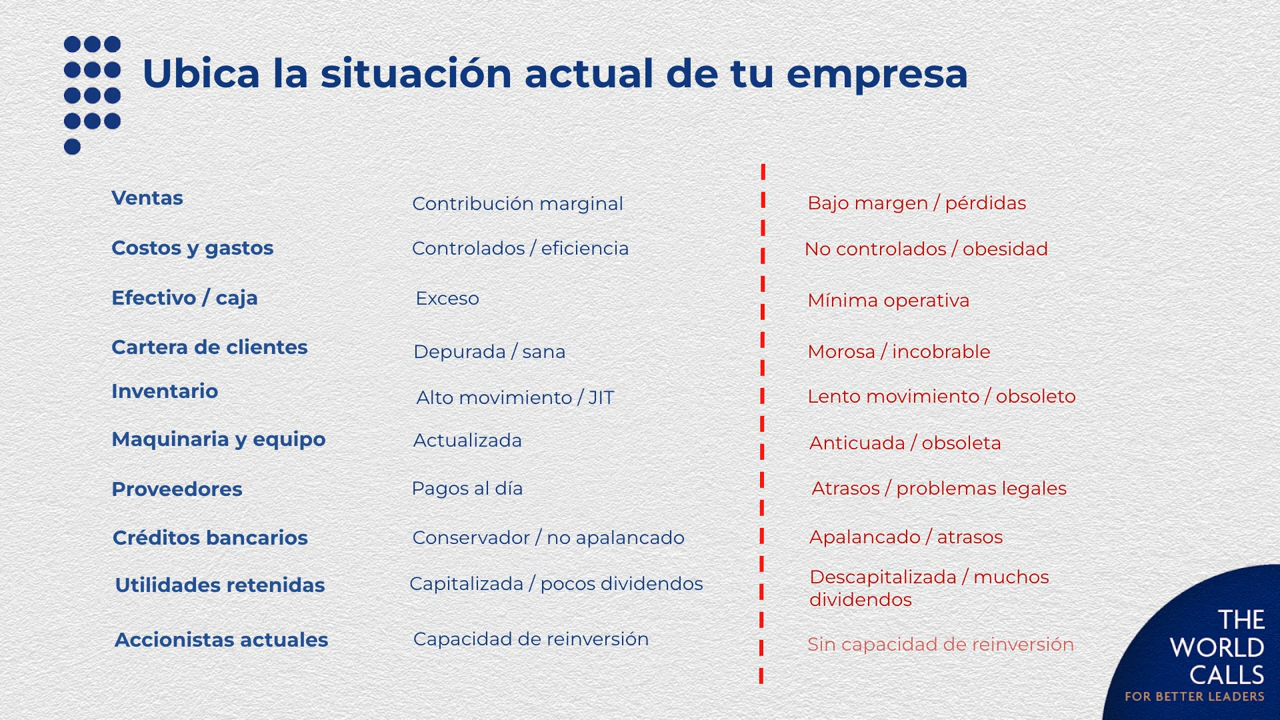 Ubica la situación actual de tu empresa
Ventas Contribución marginal Bajo margen / pérdidas
Costos y gastos Controlados / eficiencia No controlados / obesidad
Efectivo / caja Exceso Mínima operativa
Cartera de clientes Depurada / sana Morosa / incobrable
Inventario Alto movimiento / JIT Lento movimiento / obsoleto
Maquinaria y equipo Actualizada Anticuada / obsoleta
Proveedores Pagos al día Atrasos / problemas legales
Créditos bancarios Conservador / no apalancado Apalancado / atrasos
Utilidades retenidas Capitalizada / pocos dividendos Descapitalizada / muchos
dividendos
Accionistas actuales Capacidad de reinversión Sin capacidad de reinversión
THE
WORLD
CALLS
FOR BETTER LEADERS